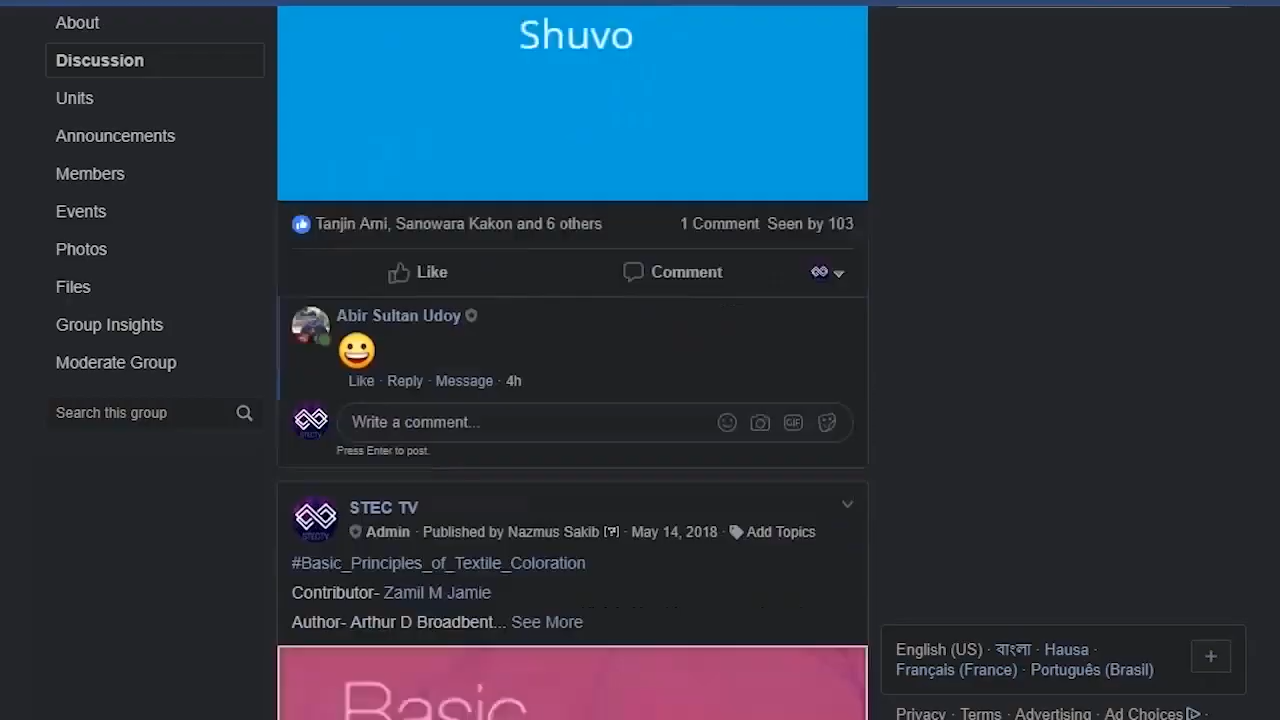 About
Discussion
Units
Announcements
Members
Events
Photos
Files
Group Insights
Moderate Group
Search this group
Shuvo
Tanjin Ami, Sanowara Kakon and 6 others
1 Comment Seen by 103
Like
Comment
Abir Sultan Udoy
Like · Reply · Message · 4h
Write a comment...
GIF
Press Enter to post.
STEC TV
Admin · Published by Nazmus Sakib [?] · May 14, 2018 · Add Topics
#Basic_Principles_of_Textile_Coloration
Contributor- Zamil M Jamie
Author- Arthur D Broadbent... See More
Basic
English (US) · বাংলা · Hausa ·
Français (France) · Português (Brasil)
Privacy · Terms · Advertising · Ad Choices ·